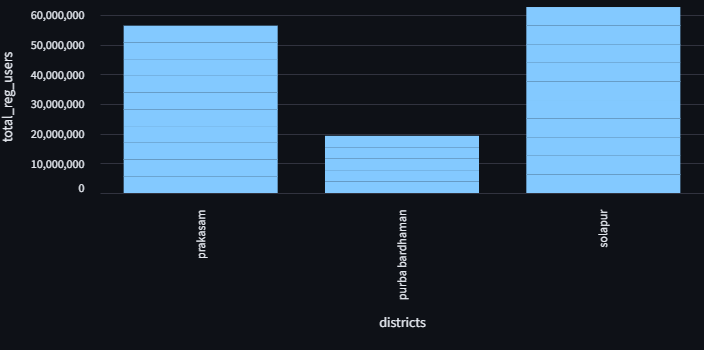 60,000,000
50,000,000
40,000,000
30,000,000
20,000,000
10,000,000
0
total_reg_users
prakasam
purba bardhaman
solapur
districts